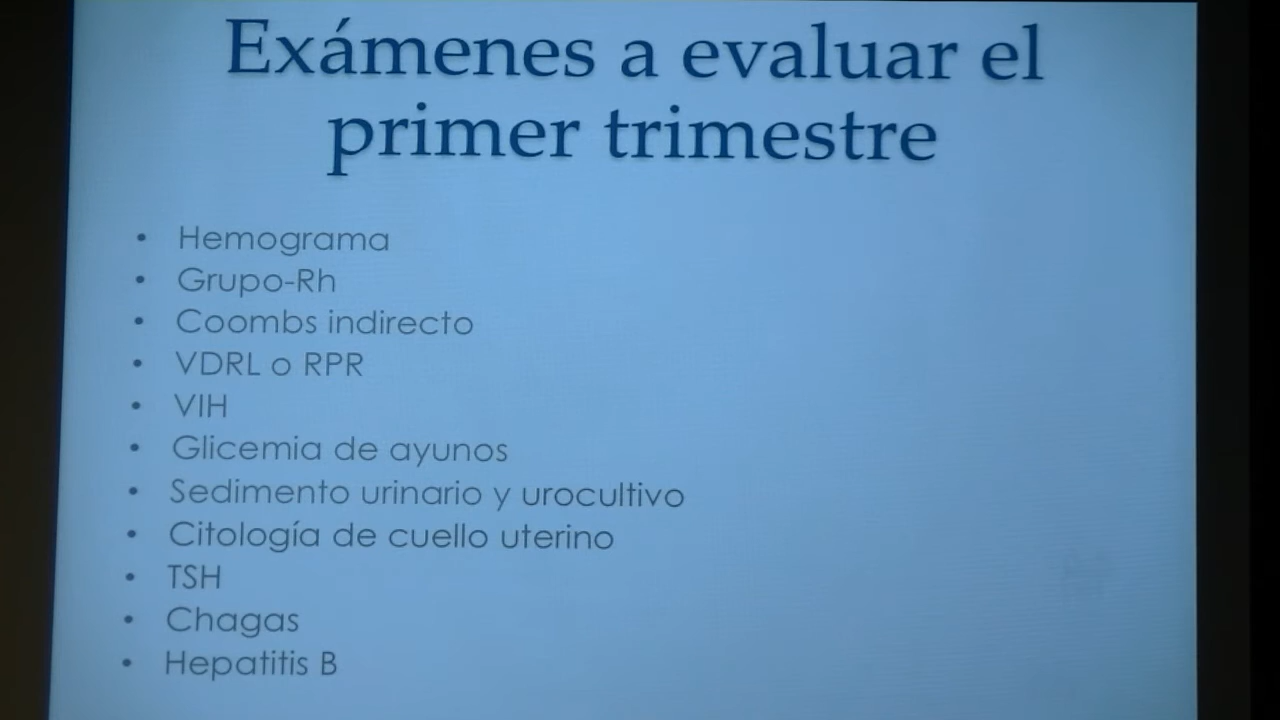 Exámenes a evaluar el
primer trimestre
• Hemograma
• Grupo-Rh
• Coombs indirecto
• VDRL o RPR
• VIH
• Glicemia de ayunos
• Sedimento urinario y urocultivo
• Citología de cuello uterino
• TSH
• Chagas
• Hepatitis B